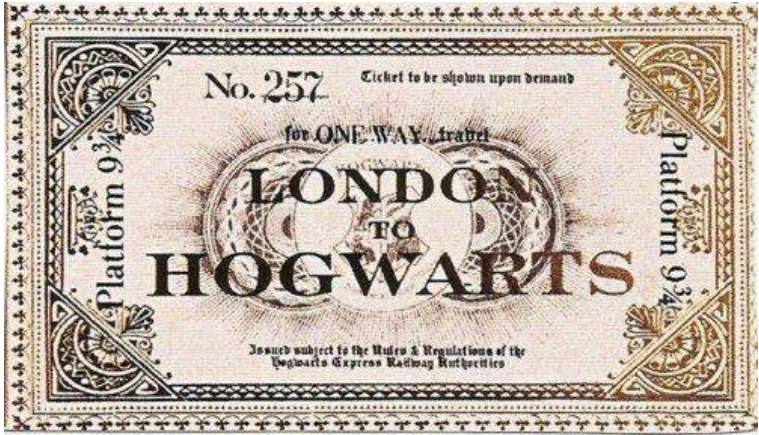 No. 257
Ticket to be shown upon demand
for ONE WAY travel
HOGWARTS
LONDON
TO
HOGWARTS
Platform 9¾
Platform 9¾
Issued subject to the Rules & Regulations of the
Hogwarts Express Railway Authorities